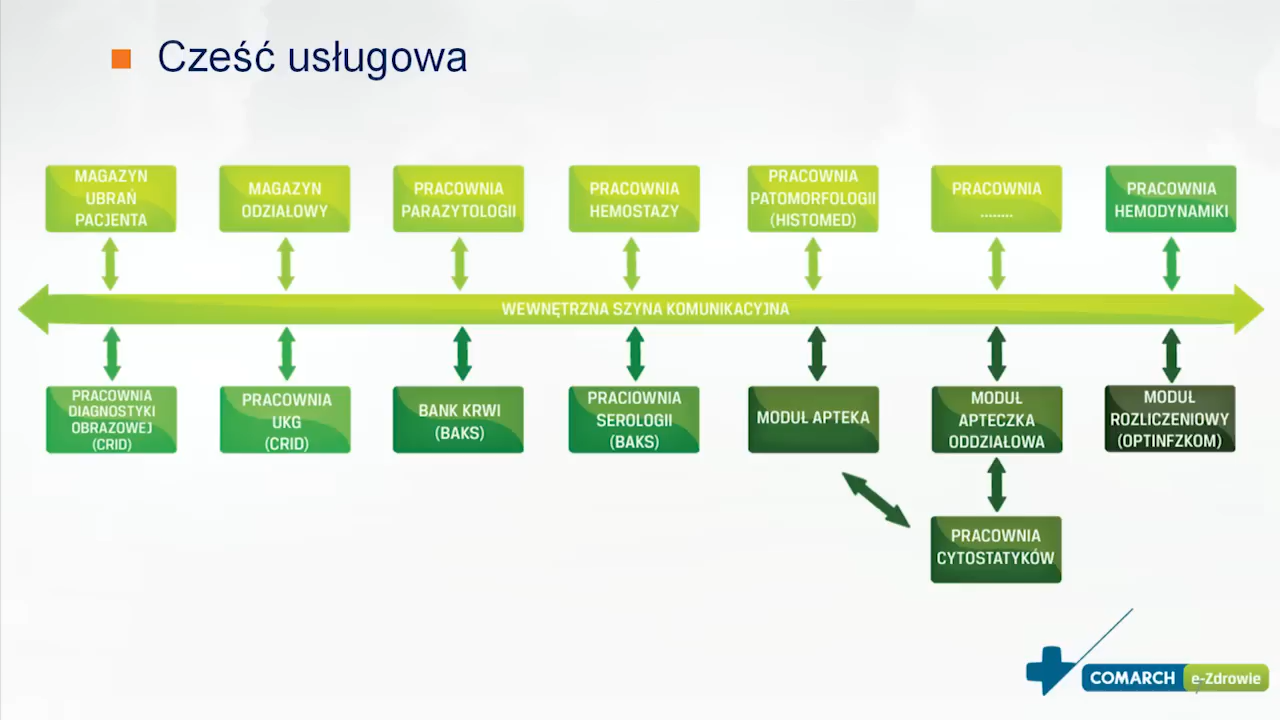 Cześć usługowa
MAGAZYN
UBRAŃ
PACJENTA
MAGAZYN
ODZIAŁOWY
PRACOWNIA
PARAZYTOLOGII
PRACOWNIA
HEMOSTAZY
PRACOWNIA
PATOMORFOLOGII
(HISTOMED)
PRACOWNIA
........
PRACOWNIA
HEMODYNAMIKI
WEWNĘTRZNA SZYNA KOMUNIKACYJNA
PRACOWNIA
DIAGNOSTYKI
OBRAZOWEJ
(CRID)
PRACOWNIA
UKG
(CRID)
BANK KRWI
(BAKS)
PRACIOWNIA
SEROLOGII
(BAKS)
MODUŁ APTEKA
MODUŁ
APTECZKA
ODDZIAŁOWA
MODUŁ
ROZLICZENIOWY
(OPTINFZKOM)
PRACOWNIA
CYTOSTATYKÓW
COMARCH e-Zdrowie